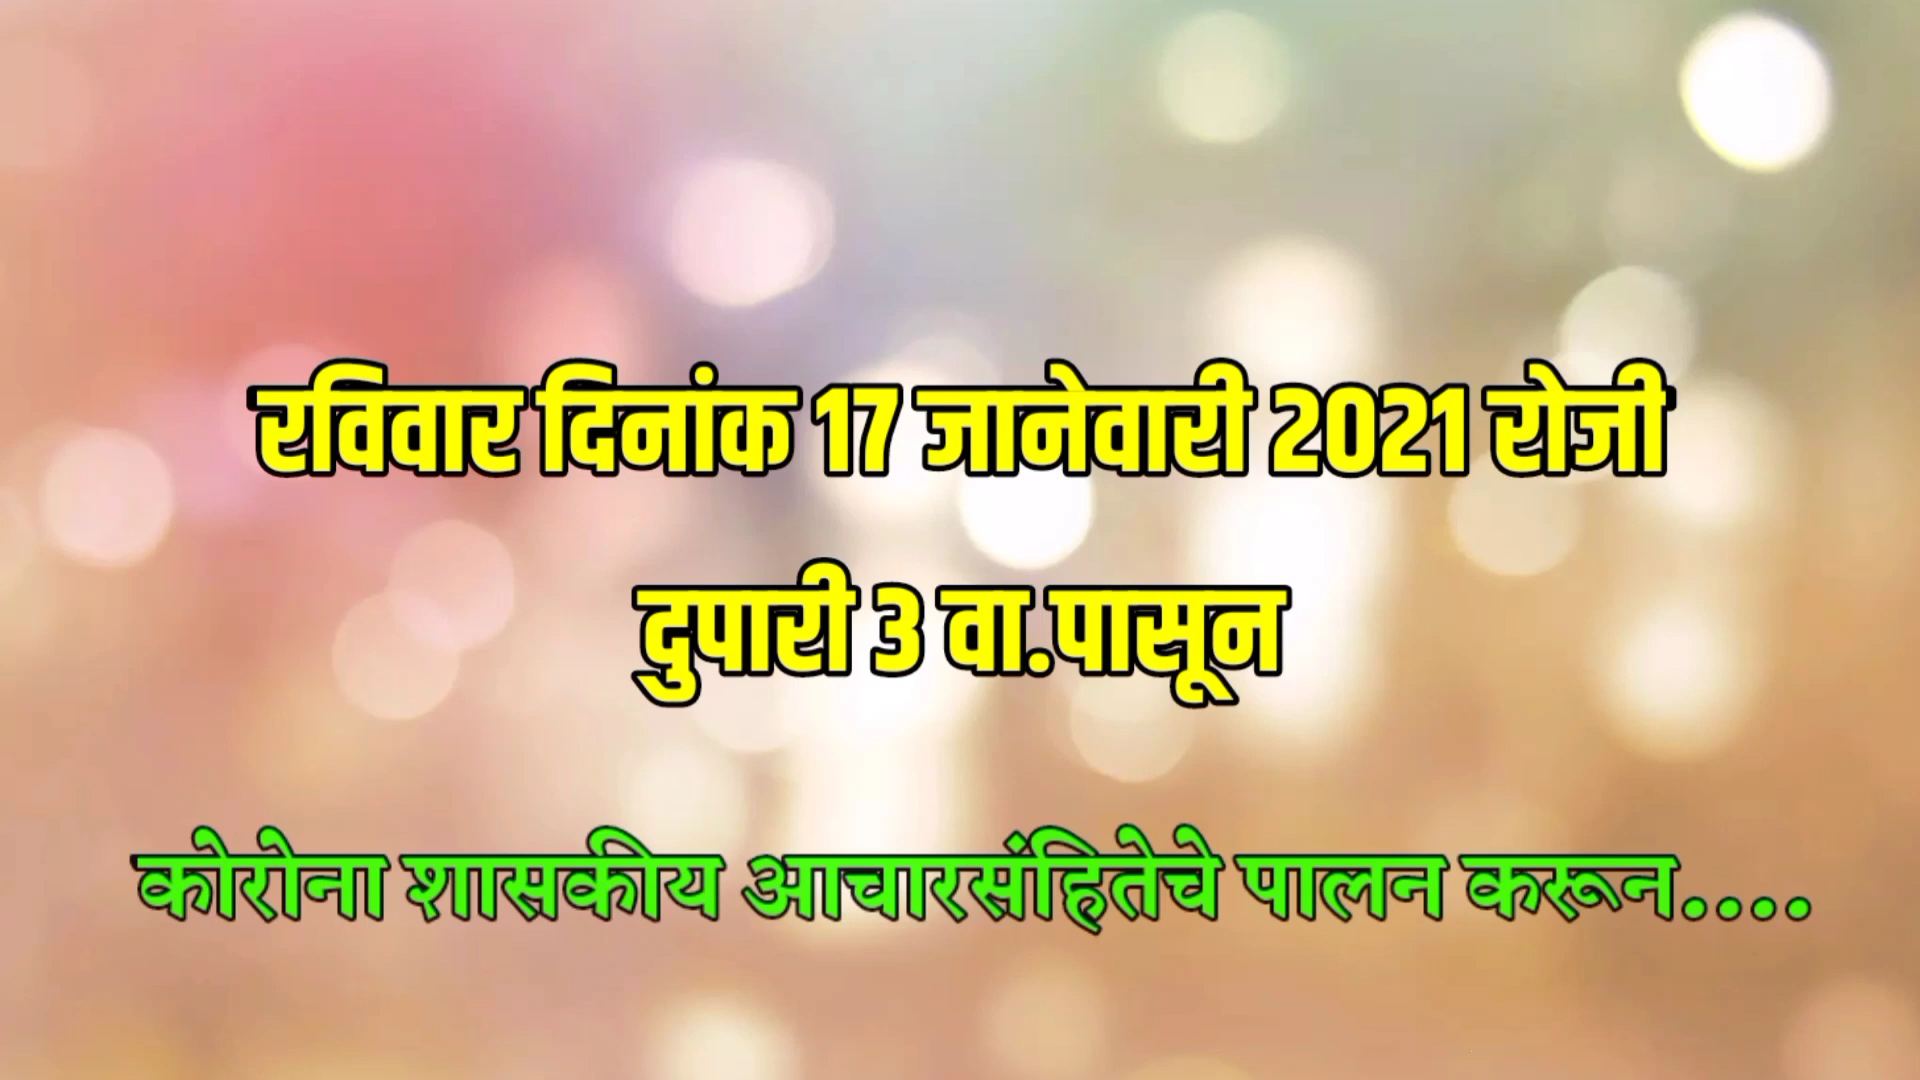 रविवार दिनांक 17 जानेवारी 2021 रोजी
दुपारी 3 वा.पासून
कोरोना शासकीय आचारसंहितेचे पालन करून....